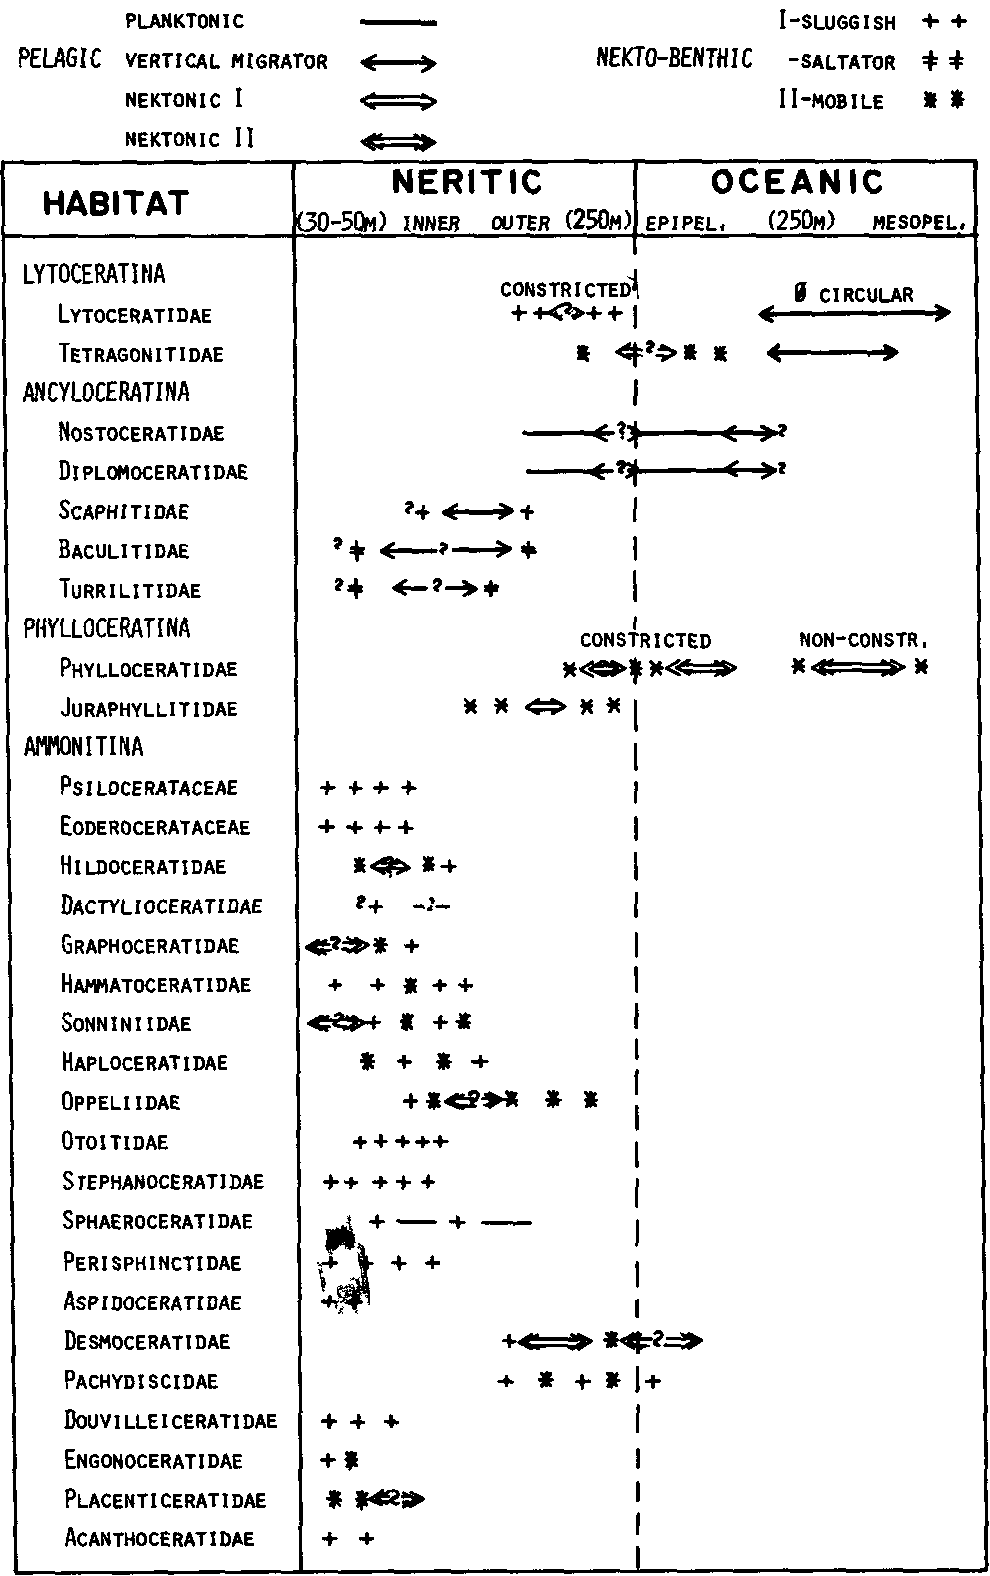 PLANKTONIC I-SLUGGISH + +
PELAGIC VERTICAL MIGRATOR NEKTO-BENTHIC -SALTATOR ǂ ǂ
NEKTONIC I II-MOBILE * *
NEKTONIC II
HABITAT NERITIC OCEANIC
(30-50M) INNER OUTER (250M) EPIPEL. (250M) MESOPEL.
LYTOCERATINA
CONSTRICTED Ø CIRCULAR
LYTOCERATIDAE
TETRAGONITIDAE
ANCYLOCERATINA
NOSTOCERATIDAE
DIPLOMOCERATIDAE
SCAPHITIDAE
BACULITIDAE
TURRILITIDAE
PHYLLOCERATINA
CONSTRICTED NON-CONSTR.
PHYLLOCERATIDAE
JURAPHYLLITIDAE
AMMONITINA
PSILOCERATACEAE
EODEROCERATACEAE
HILDOCERATIDAE
DACTYLIOCERATIDAE
GRAPHOCERATIDAE
HAMMATOCERATIDAE
SONNINIIDAE
HAPLOCERATIDAE
OPPELIIDAE
OTOITIDAE
STEPHANOCERATIDAE
SPHAEROCERATIDAE
PERISPHINCTIDAE
ASPIDOCERATIDAE
DESMOCERATIDAE
PACHYDISCIDAE
DOUVILLEICERATIDAE
ENGONOCERATIDAE
PLACENTICERATIDAE
ACANTHOCERATIDAE